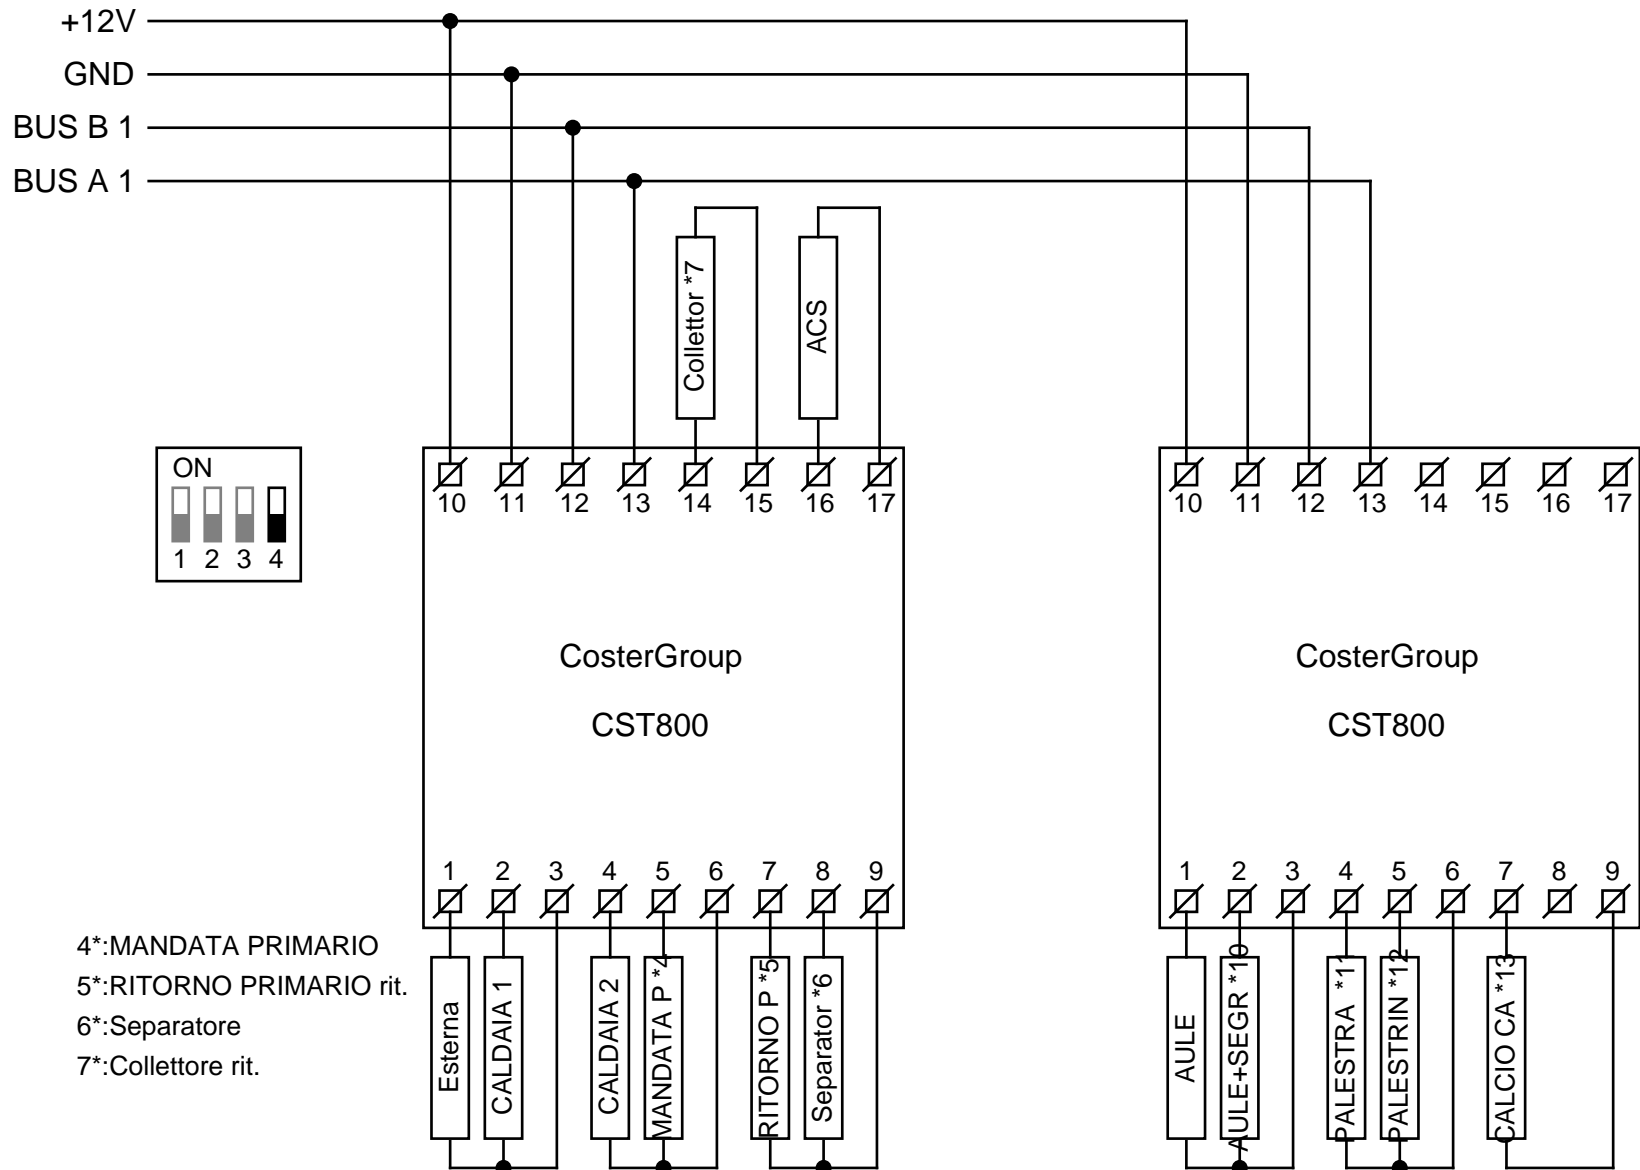 +12V
GND
BUS B 1
BUS A 1
Collettor *7
ACS
ON
1 2 3 4
10 11 12 13 14 15 16 17
10 11 12 13 14 15 16 17
CosterGroup
CST800
CosterGroup
CST800
1 2 3 4 5 6 7 8 9
1 2 3 4 5 6 7 8 9
4*:MANDATA PRIMARIO
5*:RITORNO PRIMARIO rit.
6*:Separatore
7*:Collettore rit.
Esterna
CALDAIA 1
CALDAIA 2
MANDATA P *4
RITORNO P *5
Separator *6
AULE
AULE+SEGR *10
PALESTRA *11
PALESTRIN *12
CALCIO CA *13